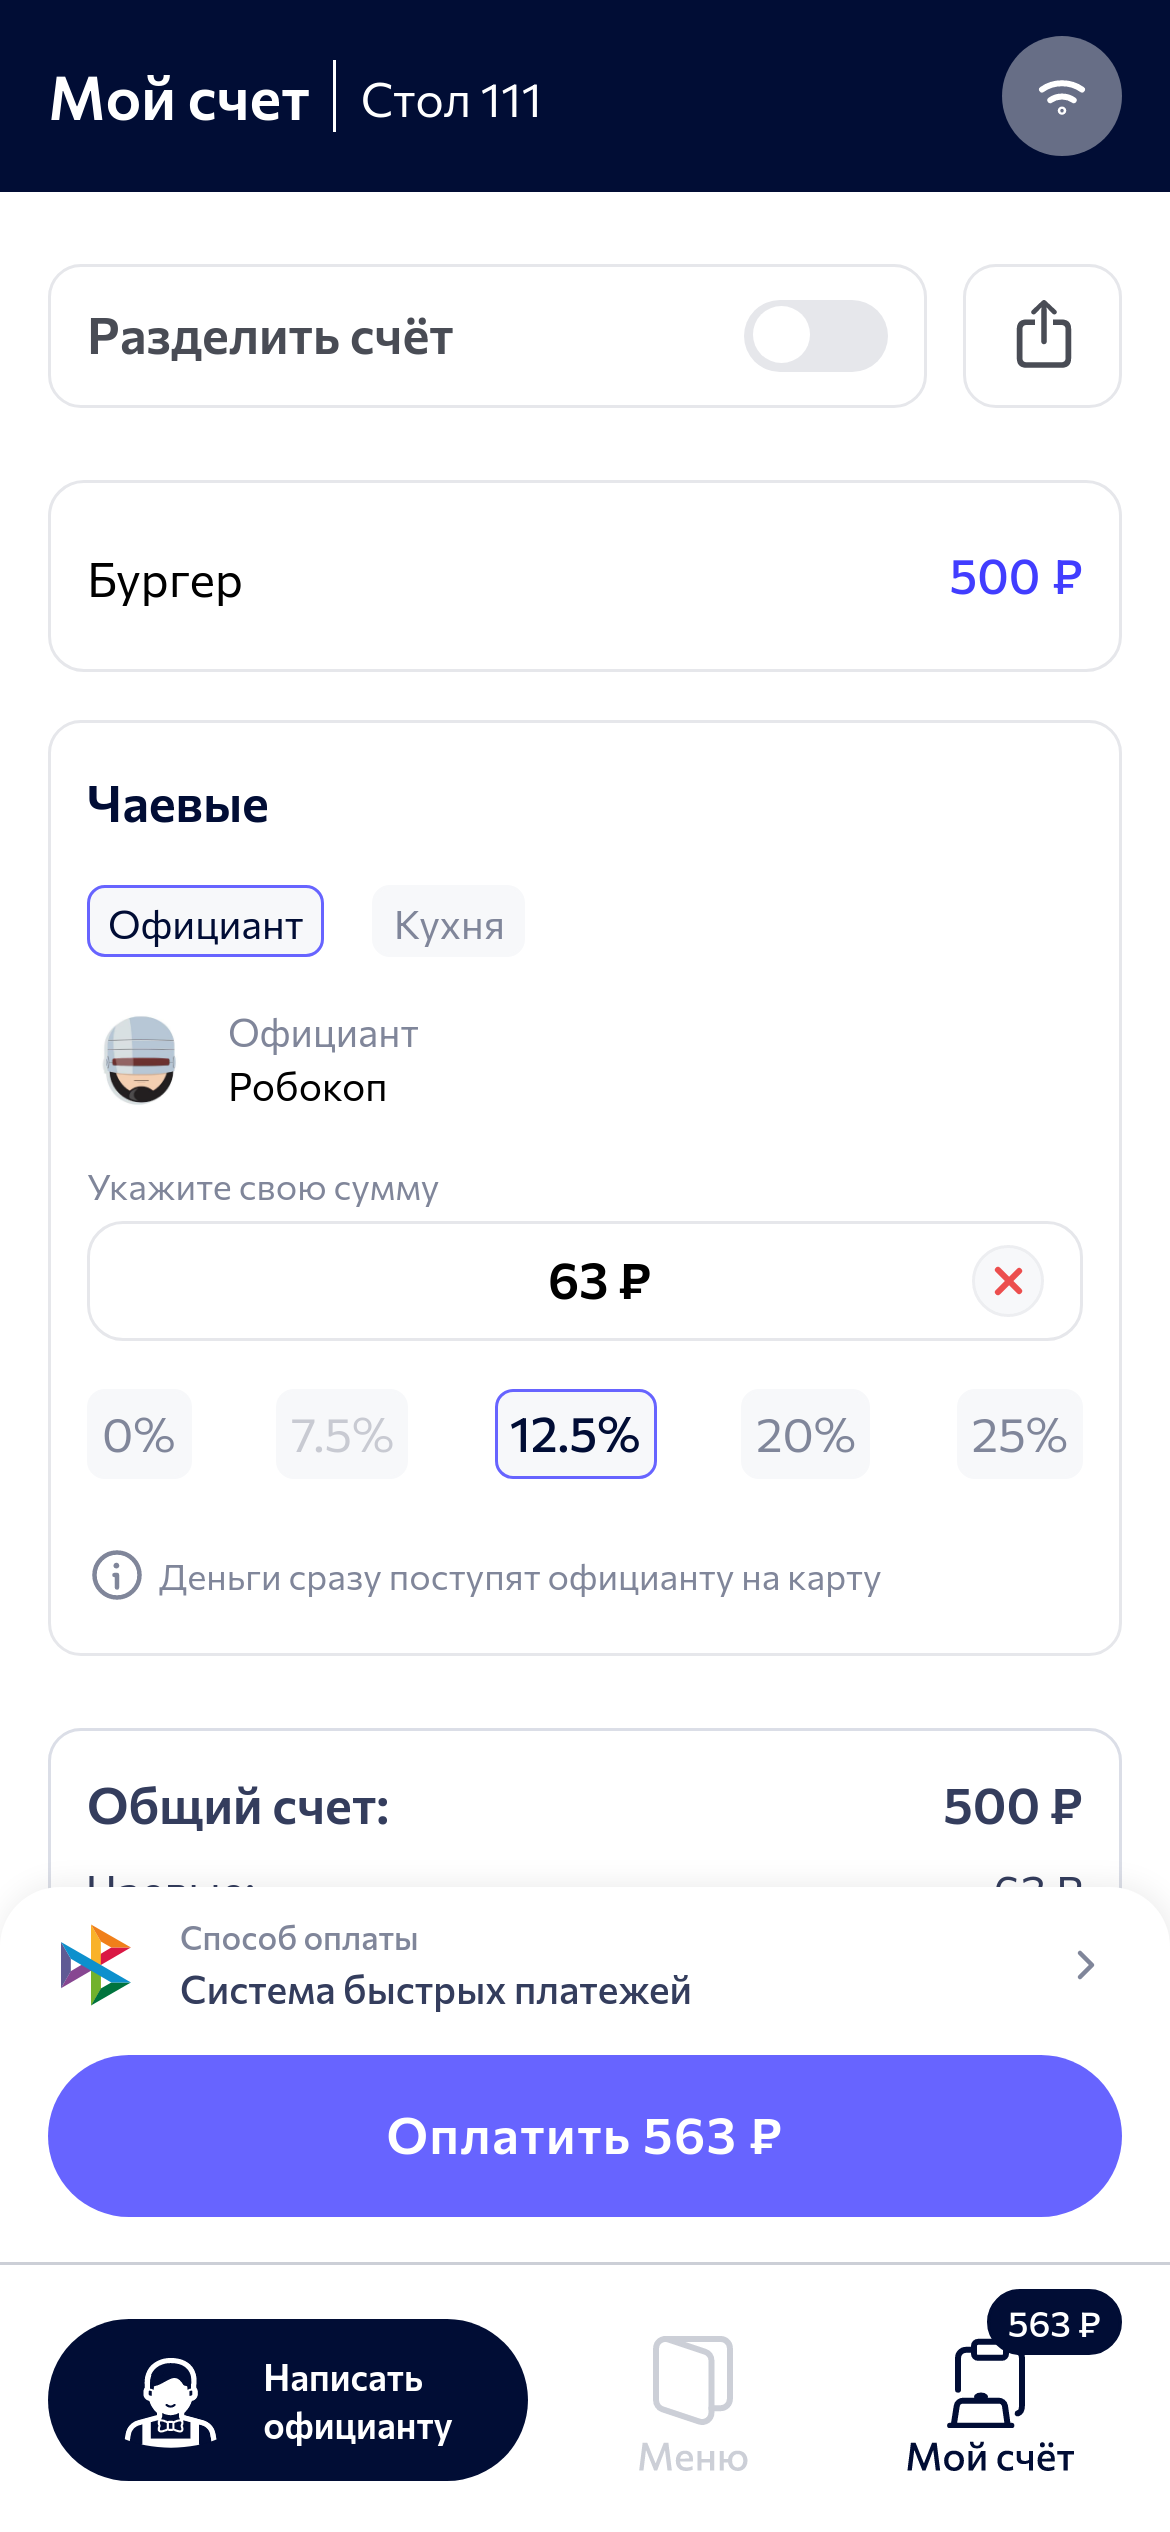 Мой счет
Стол 111
Разделить счёт
Бургер 500 ₽
Чаевые
Официант Кухня
Официант
Робокоп
Укажите свою сумму
63 ₽
0% 7.5% 12.5% 20% 25%
Деньги сразу поступят официанту на карту
Общий счет: 500 ₽
Чаевые: 63 ₽
Способ оплаты
Система быстрых платежей
Оплатить 563 ₽
563 ₽
Написать
официанту
Меню
Мой счёт